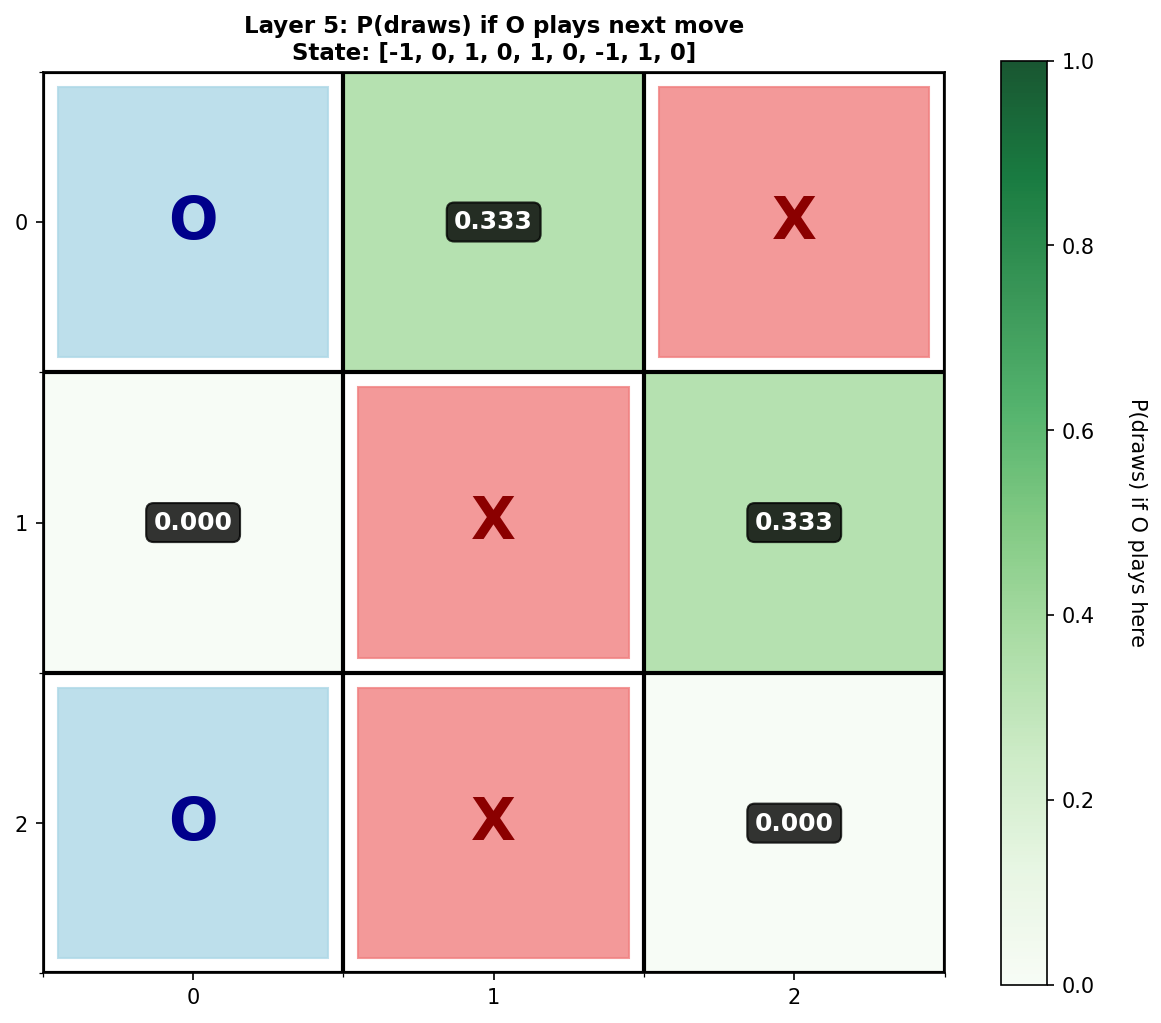 Layer 5: P(draws) if O plays next move
State: [-1, 0, 1, 0, 1, 0, -1, 1, 0]
1.0
0 O 0.333 X
0.8
0.6
1 0.000 X 0.333
P(draws) if O plays here
0.4
0.2
2 O X 0.000
0.0
0 1 2